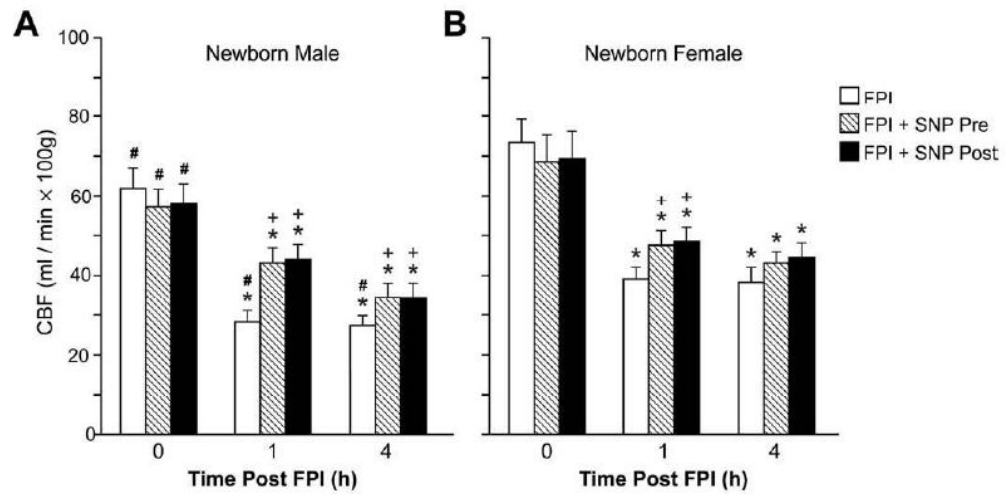 A
B
Newborn Male
Newborn Female
FPI
FPI + SNP Pre
FPI + SNP Post
CBF (ml / min × 100g)
100
80
60
40
20
0
# # #
+ +
# * *
*
+ +
# * *
*
+ +
* * *
* * *
0 1 4
0 1 4
Time Post FPI (h)
Time Post FPI (h)